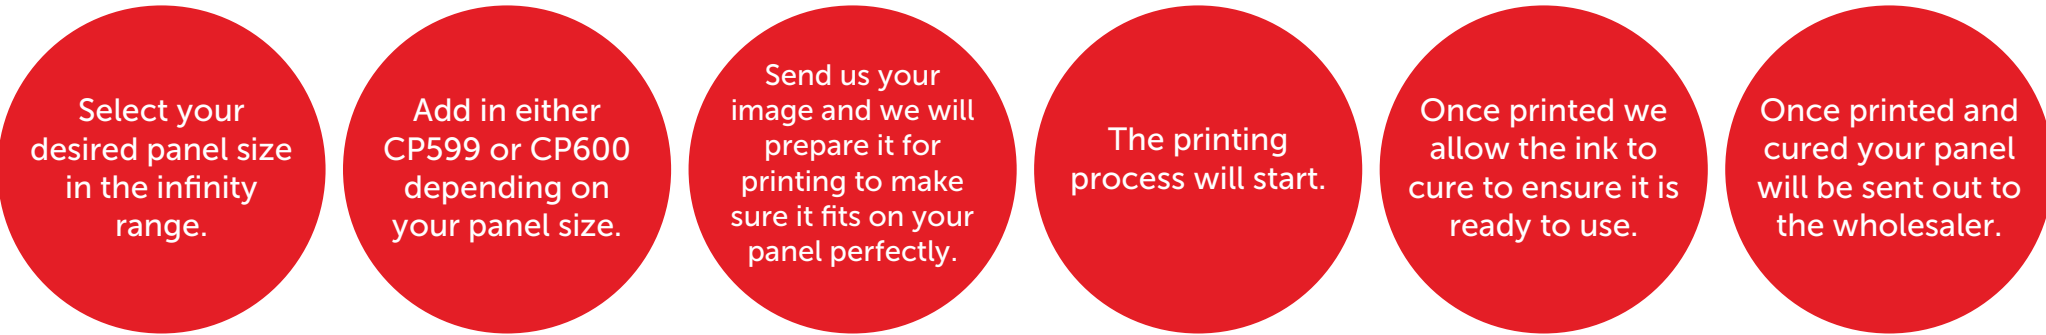 Select your
desired panel size
in the infinity
range.
Add in either
CP599 or CP600
depending on
your panel size.
Send us your
image and we will
prepare it for
printing to make
sure it fits on your
panel perfectly.
The printing
process will start.
Once printed we
allow the ink to
cure to ensure it is
ready to use.
Once printed and
cured your panel
will be sent out to
the wholesaler.